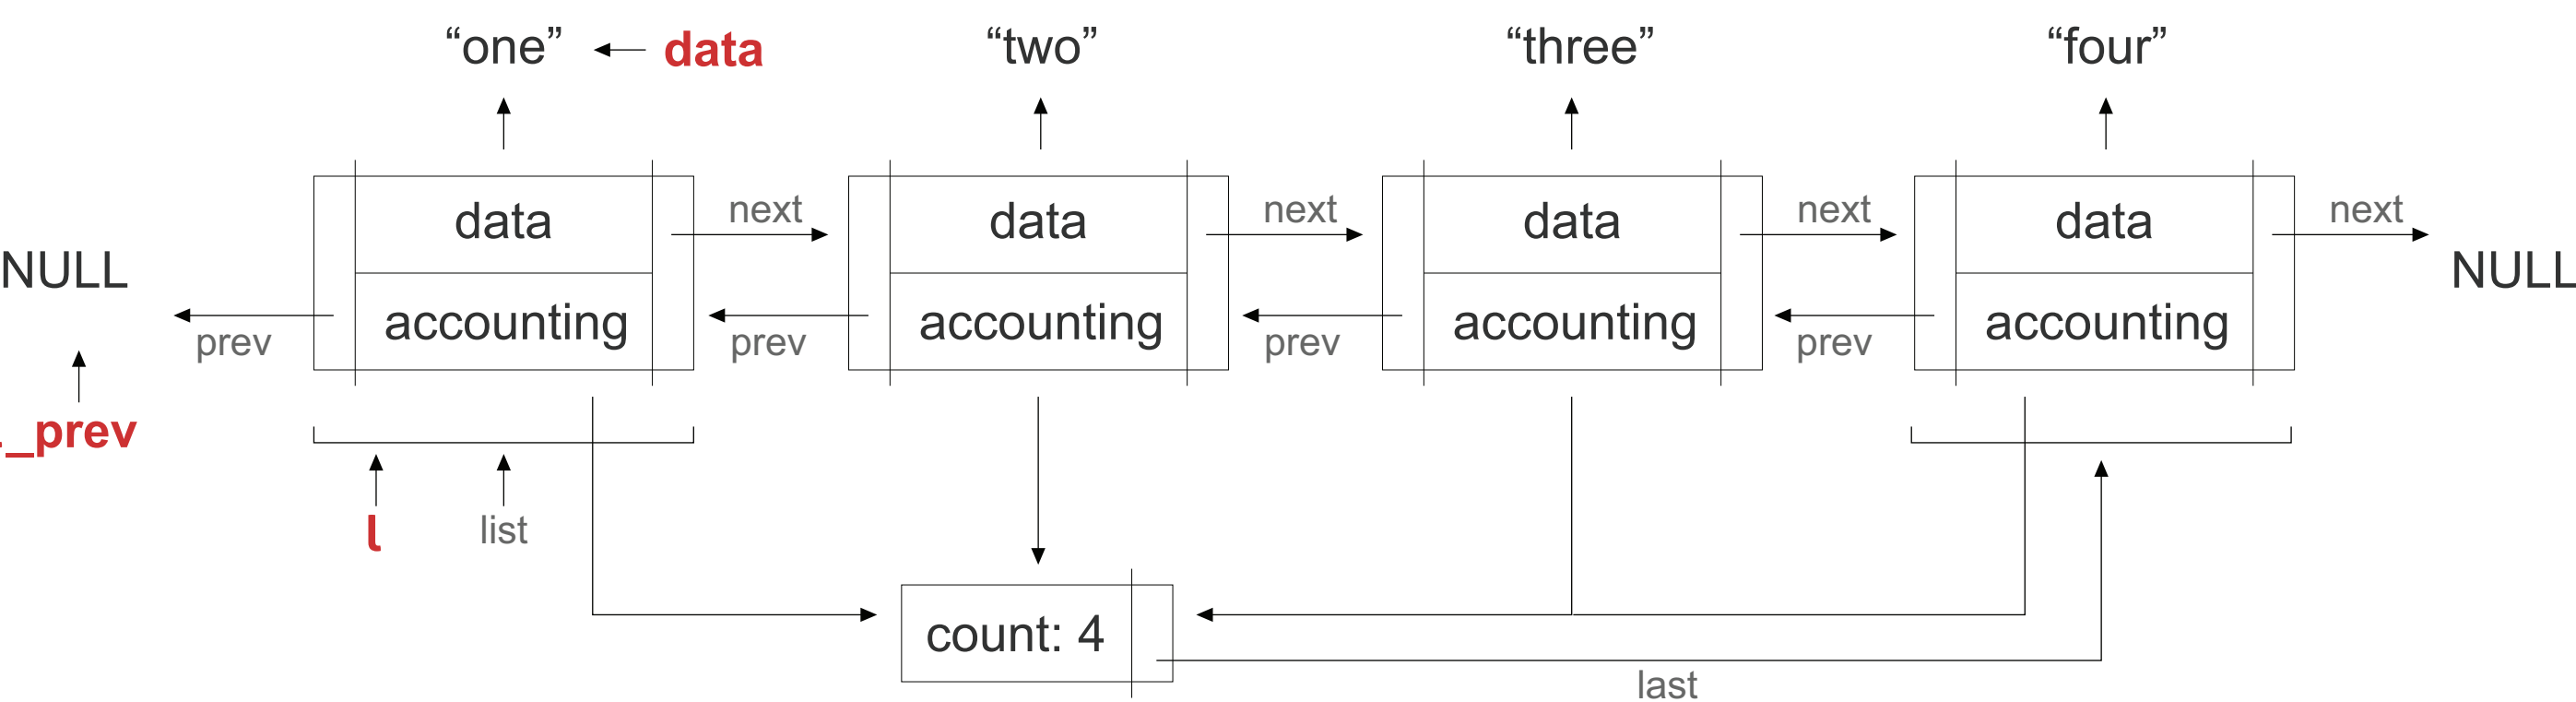 “one” data “two” “three” “four”
data next data next data next data next
NULL NULL
prev accounting prev accounting prev accounting prev accounting
_prev
l list
count: 4
last